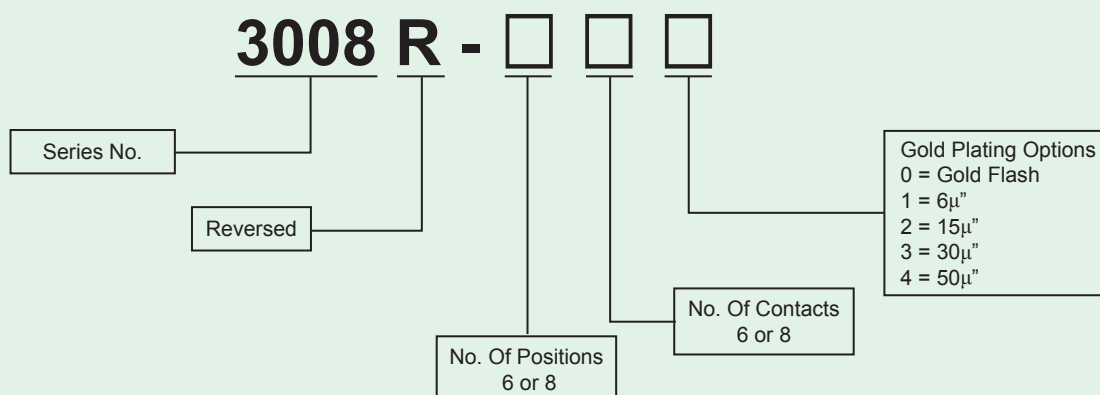 3008 R - □ □ □
Series No.
Reversed
Gold Plating Options
0 = Gold Flash
1 = 6μ”
2 = 15μ”
3 = 30μ”
4 = 50μ”
No. Of Contacts
6 or 8
No. Of Positions
6 or 8